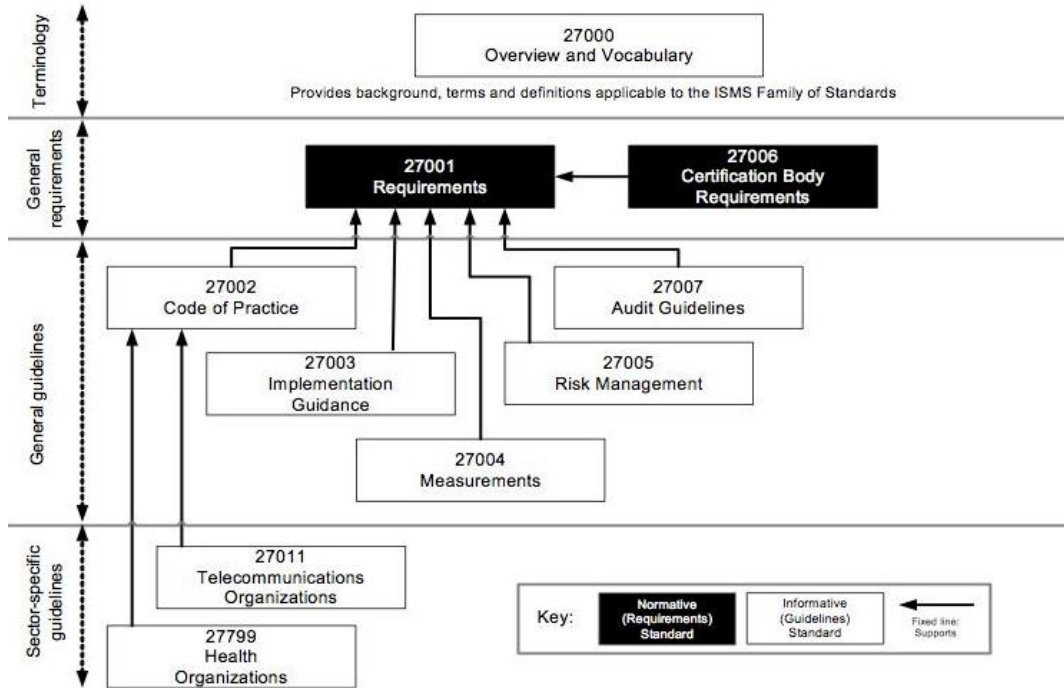 Terminology
27000
Overview and Vocabulary
Provides background, terms and definitions applicable to the ISMS Family of Standards
General
requirements
27001
Requirements
27006
Certification Body
Requirements
General guidelines
27002
Code of Practice
27007
Audit Guidelines
27003
Implementation
Guidance
27005
Risk Management
27004
Measurements
Sector-specific
guidelines
27011
Telecommunications
Organizations
27799
Health
Organizations
Key:
Normative
(Requirements)
Standard
Informative
(Guidelines)
Standard
Fixed line:
Supports